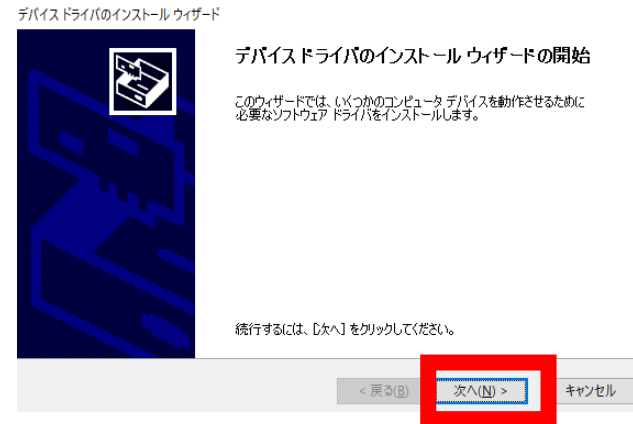 デバイス ドライバのインストール ウィザード
デバイス ドライバのインストール ウィザードの開始
このウィザードでは、いくつかのコンピュータ デバイスを動作させるために
必要なソフトウェア ドライバをインストールします。
続行するには、[次へ] をクリックしてください。
< 戻る(B) 次へ(N) > キャンセル